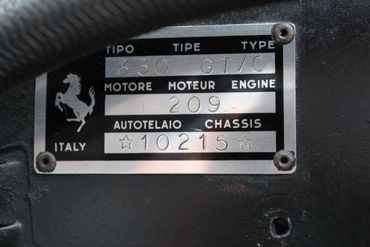 TIPO TIPE TYPE
330 GT/C
MOTORE MOTEUR ENGINE
209
AUTOTELAIO CHASSIS
☆10215☆
ITALY